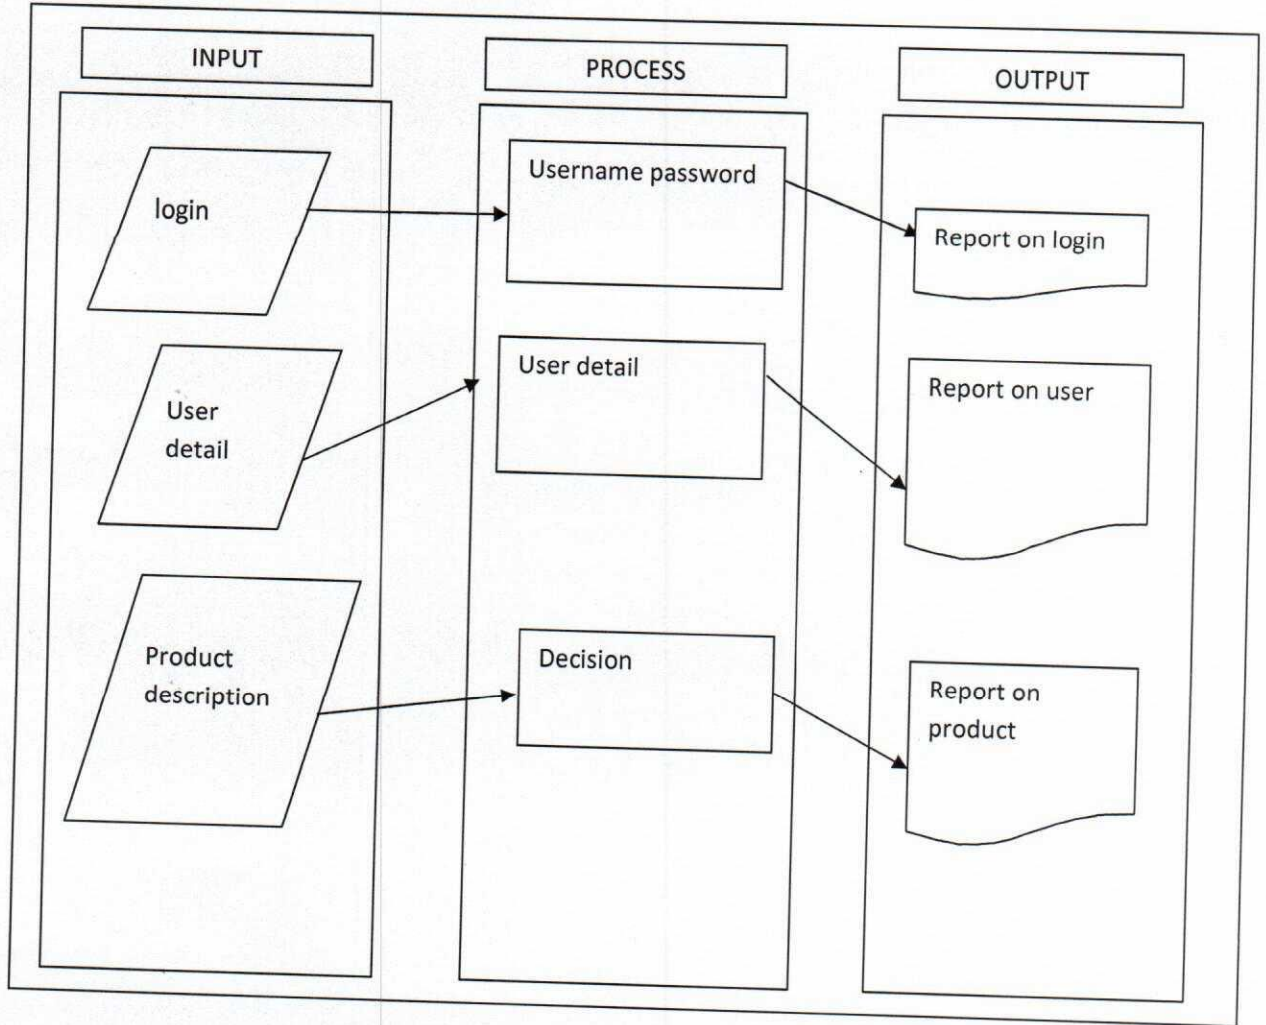 INPUT
PROCESS
OUTPUT
login
Username password
Report on login
User
detail
User detail
Report on user
Product
description
Decision
Report on
product